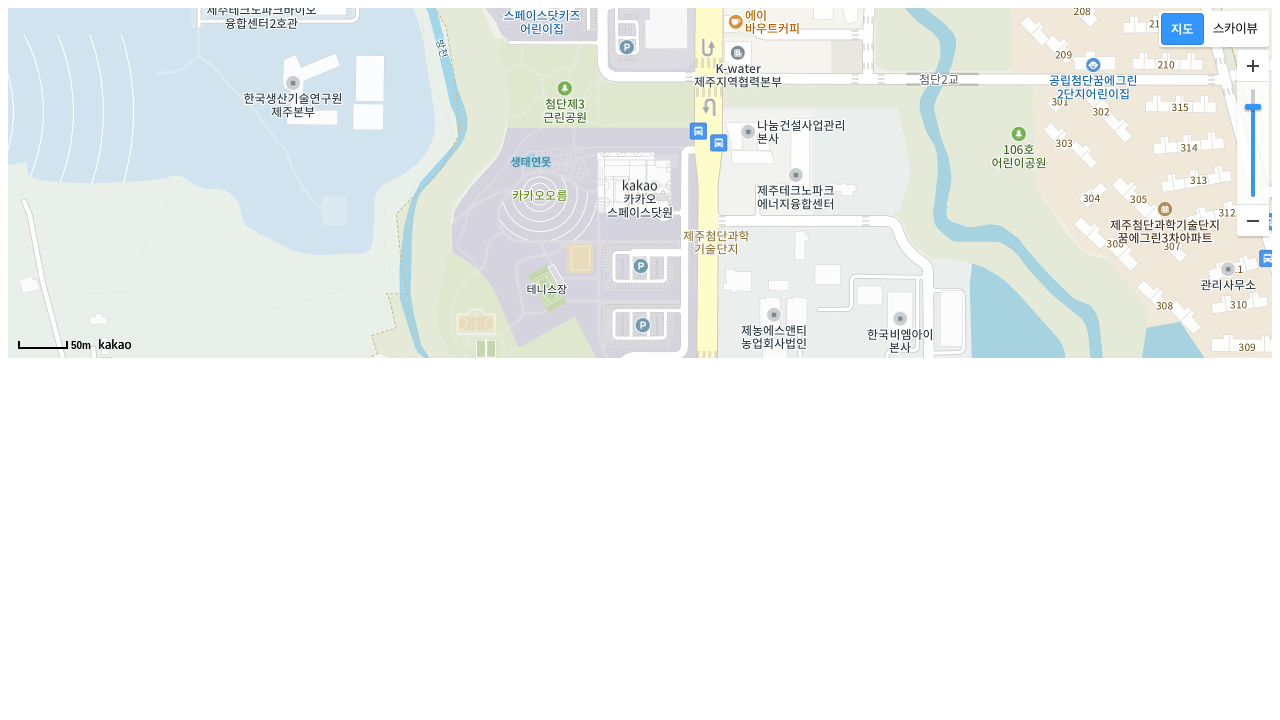 제주테크노파크바이오
융합센터2호관
스페이스닷키즈
어린이집
에이
바우트커피
208
지도
스카이뷰
209
210
K-water
제주지역협력본부
첨단2교
공립첨단꿈에그린
2단지어린이집
한국생산기술연구원
제주본부
방천
첨단제3
근린공원
301
302
315
나눔건설사업관리
본사
303
314
106호
어린이공원
생태연못
카카오오름
kakao
카카오
스페이스닷원
제주테크노파크
에너지융합센터
313
304
305
312
제주첨단과학기술단지
꿈에그린3차아파트
307
제주첨단과학
기술단지
테니스장
관리사무소
308
310
제농에스앤티
농업회사법인
한국비엠아이
본사
309
50m
kakao